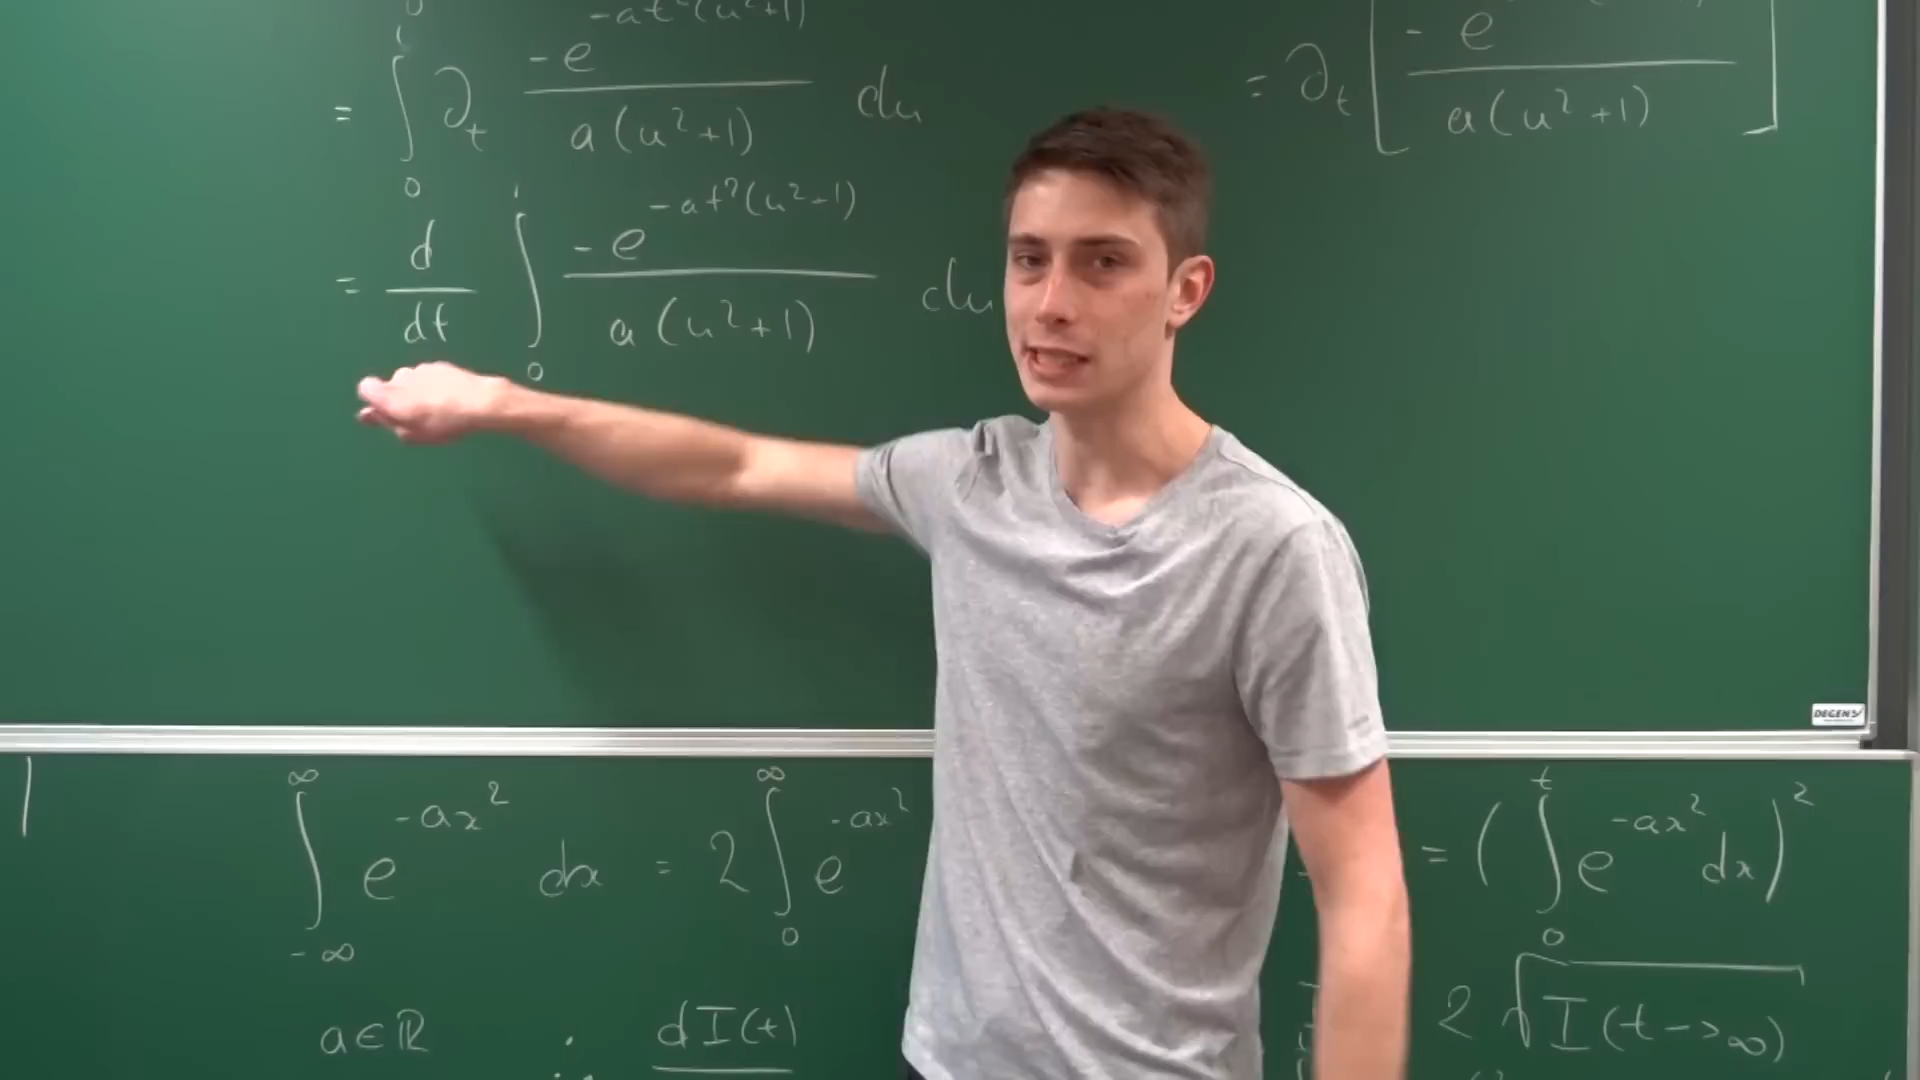 -at²(u²+1)
= ∫₀¹ ∂ₜ -e / a(u²+1) du
= ∂ₜ [ -e / a(u²+1) ]
= d/dt ∫₀¹ -e^(-at²(u²+1)) / a(u²+1) du
DEGENS
∫_{-∞}^{∞} e^(-ax²) dx = 2 ∫₀^∞ e^(-ax²)
= ( ∫₀ᵗ e^(-ax²) dx )²
a∈ℝ
dI(t)
2 √I(t->∞)